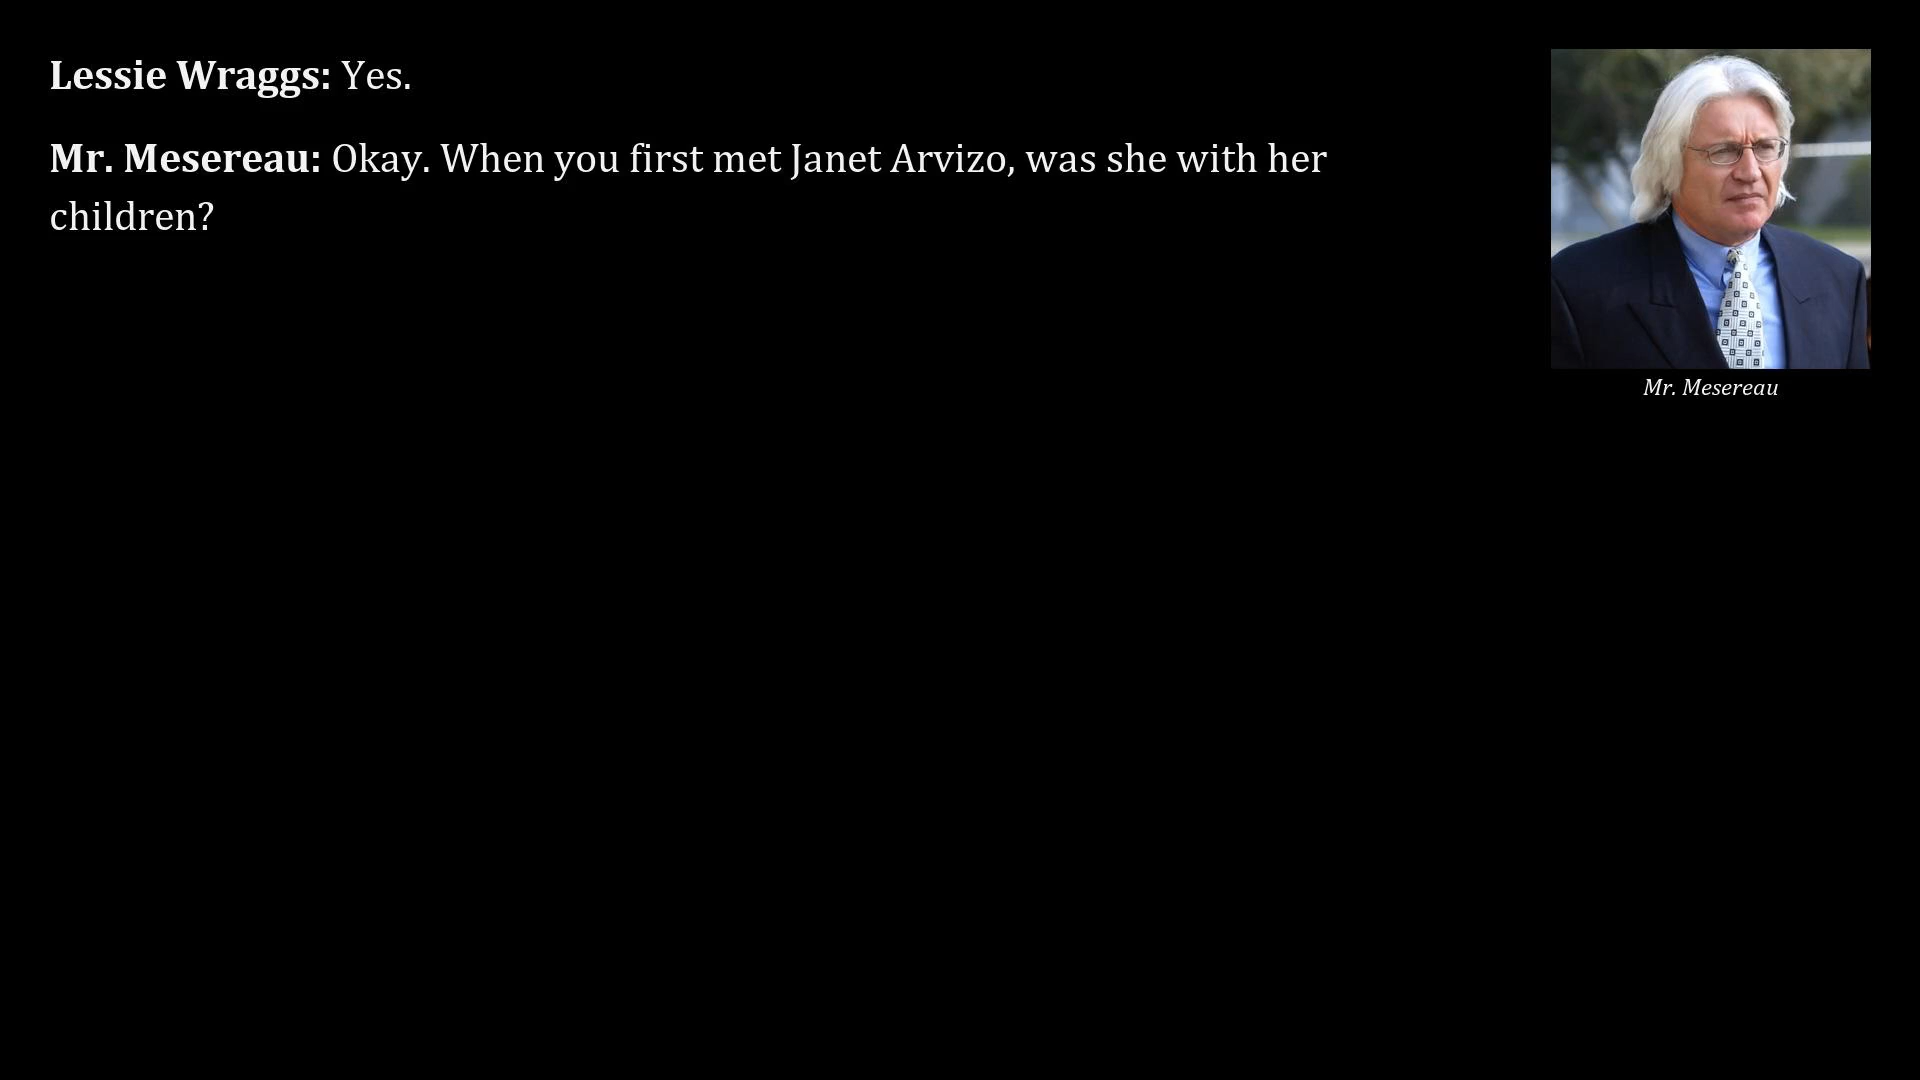 Lessie Wraggs: Yes.
Mr. Mesereau: Okay. When you first met Janet Arvizo, was she with her
children?
Mr. Mesereau